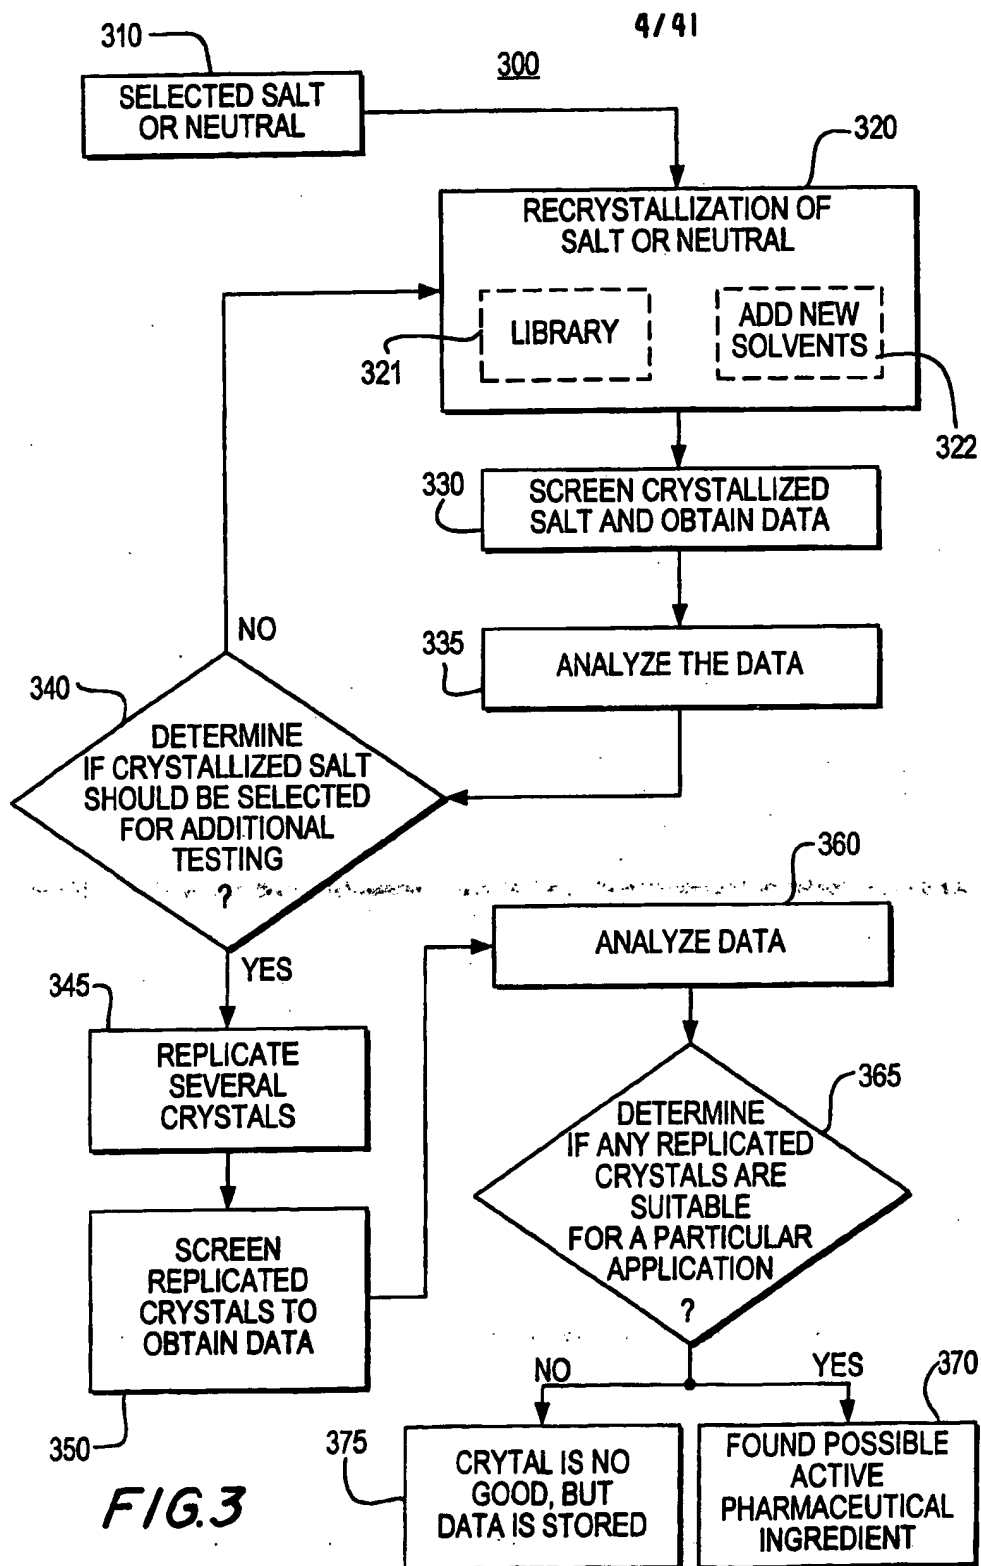 4/41
300
310
SELECTED SALT
OR NEUTRAL
320
RECRYSTALLIZATION OF
SALT OR NEUTRAL
LIBRARY
321
ADD NEW
SOLVENTS
322
330
SCREEN CRYSTALLIZED
SALT AND OBTAIN DATA
335
ANALYZE THE DATA
NO
340
DETERMINE
IF CRYSTALLIZED SALT
SHOULD BE SELECTED
FOR ADDITIONAL
TESTING
?
YES
345
REPLICATE
SEVERAL
CRYSTALS
SCREEN
REPLICATED
CRYSTALS TO
OBTAIN DATA
350
360
ANALYZE DATA
365
DETERMINE
IF ANY REPLICATED
CRYSTALS ARE
SUITABLE
FOR A PARTICULAR
APPLICATION
?
NO
YES
375
CRYTAL IS NO
GOOD, BUT
DATA IS STORED
370
FOUND POSSIBLE
ACTIVE
PHARMACEUTICAL
INGREDIENT
FIG.3